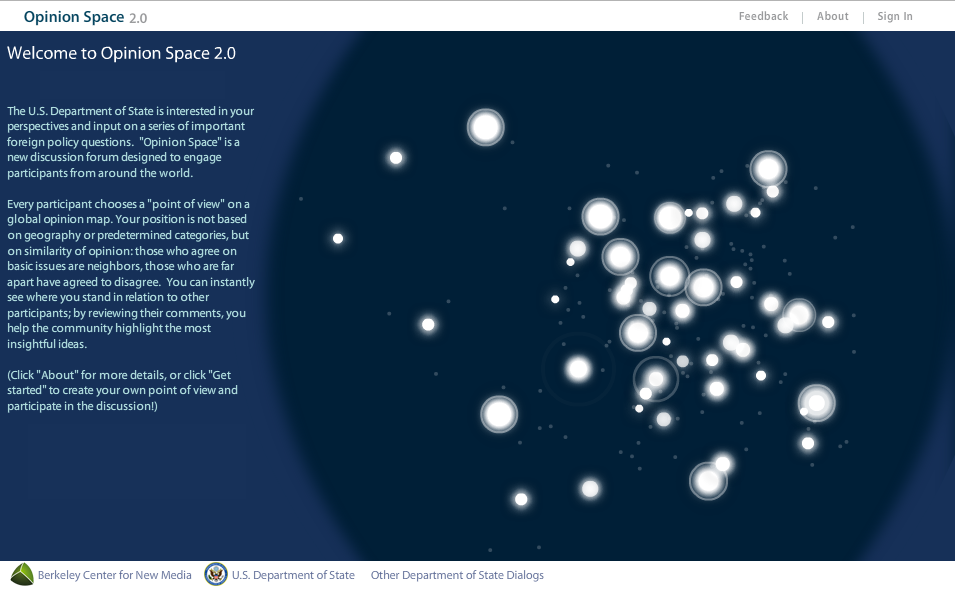 Opinion Space 2.0
Feedback | About | Sign In
Welcome to Opinion Space 2.0
The U.S. Department of State is interested in your
perspectives and input on a series of important
foreign policy questions. "Opinion Space" is a
new discussion forum designed to engage
participants from around the world.
Every participant chooses a "point of view" on a
global opinion map. Your position is not based
on geography or predetermined categories, but
on similarity of opinion: those who agree on
basic issues are neighbors, those who are far
apart have agreed to disagree. You can instantly
see where you stand in relation to other
participants; by reviewing their comments, you
help the community highlight the most
insightful ideas.
(Click "About" for more details, or click "Get
started" to create your own point of view and
participate in the discussion!)
Berkeley Center for New Media U.S. Department of State Other Department of State Dialogs